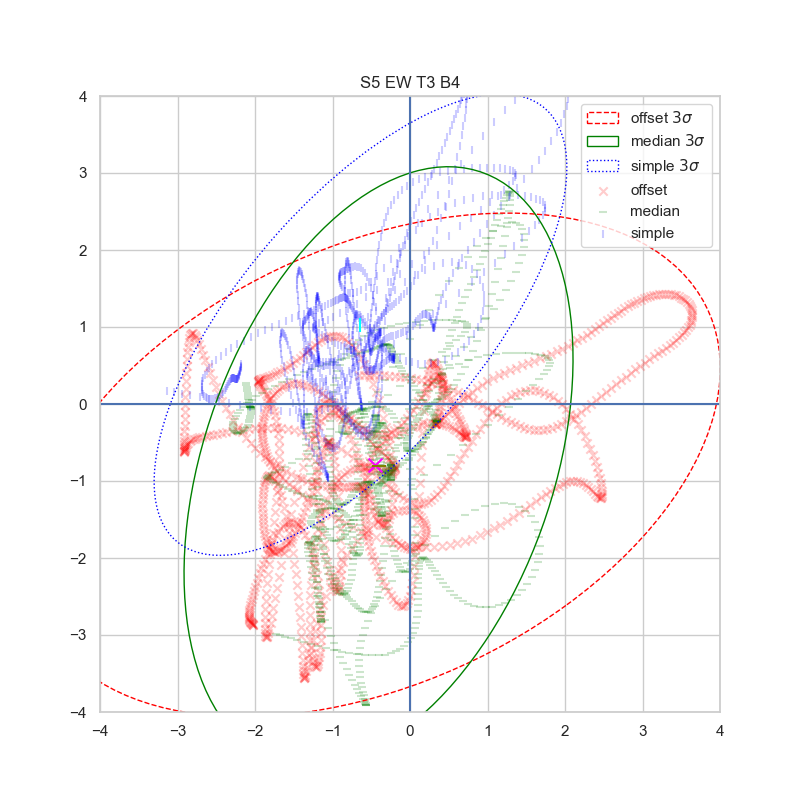 S5 EW T3 B4
4
3
2
1
0
−1
−2
−3
−4
−4
−3
−2
−1
0
1
2
3
4
offset 3σ
median 3σ
simple 3σ
offset
median
simple